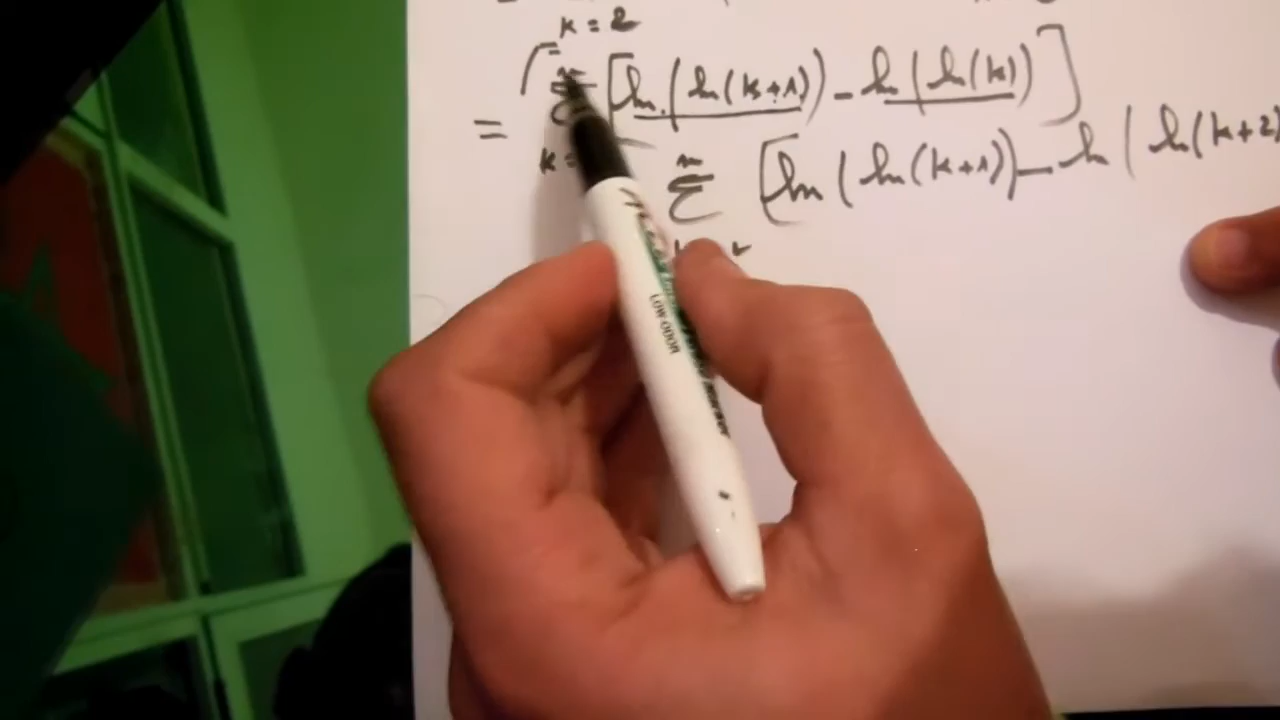 k = 2
= Σ [ln(ln(k+1)) - ln(ln(k))]
k=
n
Σ [ln(ln(k+1)) - ln(ln(k+2)
LOW-ODOR